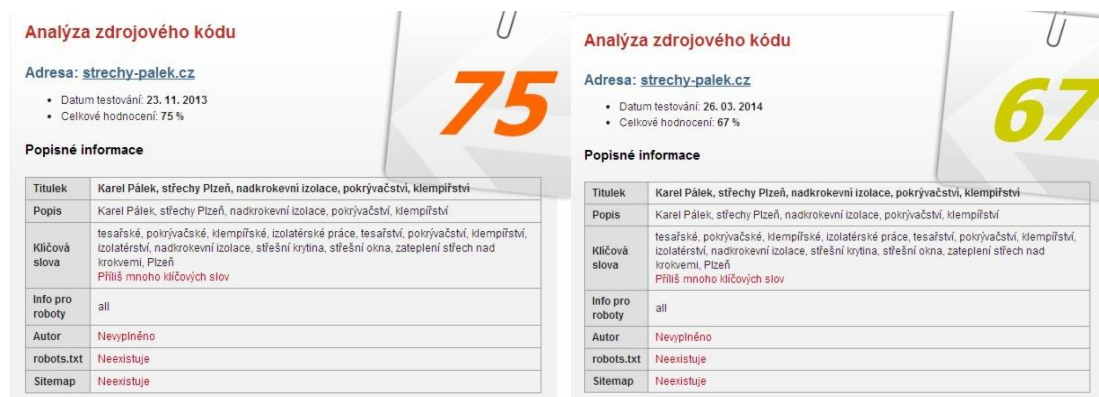 Analýza zdrojového kódu
Adresa: strechy-palek.cz
• Datum testování: 23. 11. 2013
• Celkové hodnocení: 75 %
75
Popisné informace
Titulek Karel Pálek, střechy Plzeň, nadkrokevní izolace, pokrývačství, klempířství
Popis Karel Pálek, střechy Plzeň, nadkrokevní izolace, pokrývačství, klempířství
Klíčová slova tesařské, pokrývačské, klempířské, izolatérské práce, tesařství, pokrývačství, klempířství,
izolatérství, nadkrokevní izolace, střešní krytina, střešní okna, zateplení střech nad
krokvemi, Plzeň
Příliš mnoho klíčových slov
Info pro roboty all
Autor Nevyplněno
robots.txt Neexistuje
Sitemap Neexistuje
Analýza zdrojového kódu
Adresa: strechy-palek.cz
• Datum testování: 26. 03. 2014
• Celkové hodnocení: 67 %
67
Popisné informace
Titulek Karel Pálek, střechy Plzeň, nadkrokevní izolace, pokrývačství, klempířství
Popis Karel Pálek, střechy Plzeň, nadkrokevní izolace, pokrývačství, klempířství
Klíčová slova tesařské, pokrývačské, klempířské, izolatérské práce, tesařství, pokrývačství, klempířství,
izolatérství, nadkrokevní izolace, střešní krytina, střešní okna, zateplení střech nad
krokvemi, Plzeň
Příliš mnoho klíčových slov
Info pro roboty all
Autor Nevyplněno
robots.txt Neexistuje
Sitemap Neexistuje